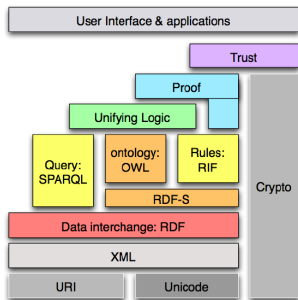 User Interface & applications
Trust
Proof
Unifying Logic
Query:
SPARQL
ontology:
OWL
Rules:
RIF
Crypto
RDF-S
Data interchange: RDF
XML
URI
Unicode